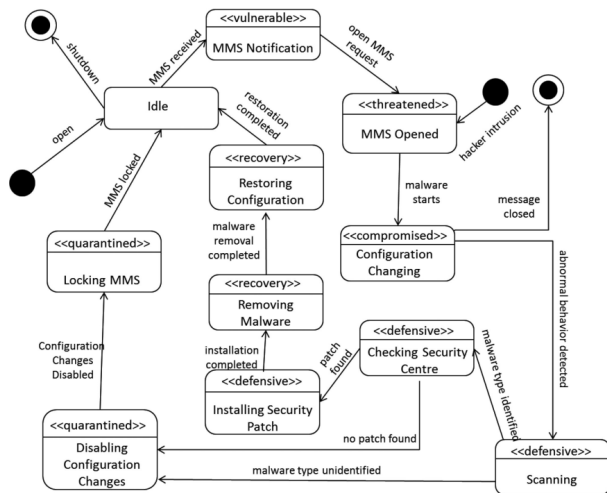 <<vulnerable>>
MMS Notification
shutdown
MMS received
open MMS
request
Idle
open
restoration
completed
<<threatened>>
MMS Opened
hacker intrusion
<<recovery>>
Restoring
Configuration
MMS locked
malware
starts
message
closed
<<quarantined>>
Locking MMS
<<compromised>>
Configuration
Changing
malware
removal
completed
<<recovery>>
Removing
Malware
abnormal behavior detected
Configuration
Changes
Disabled
installation
completed
patch
found
<<defensive>>
Checking Security
Centre
malware type identified
<<defensive>>
Installing Security
Patch
<<quarantined>>
Disabling
Configuration
Changes
no patch found
malware type unidentified
<<defensive>>
Scanning